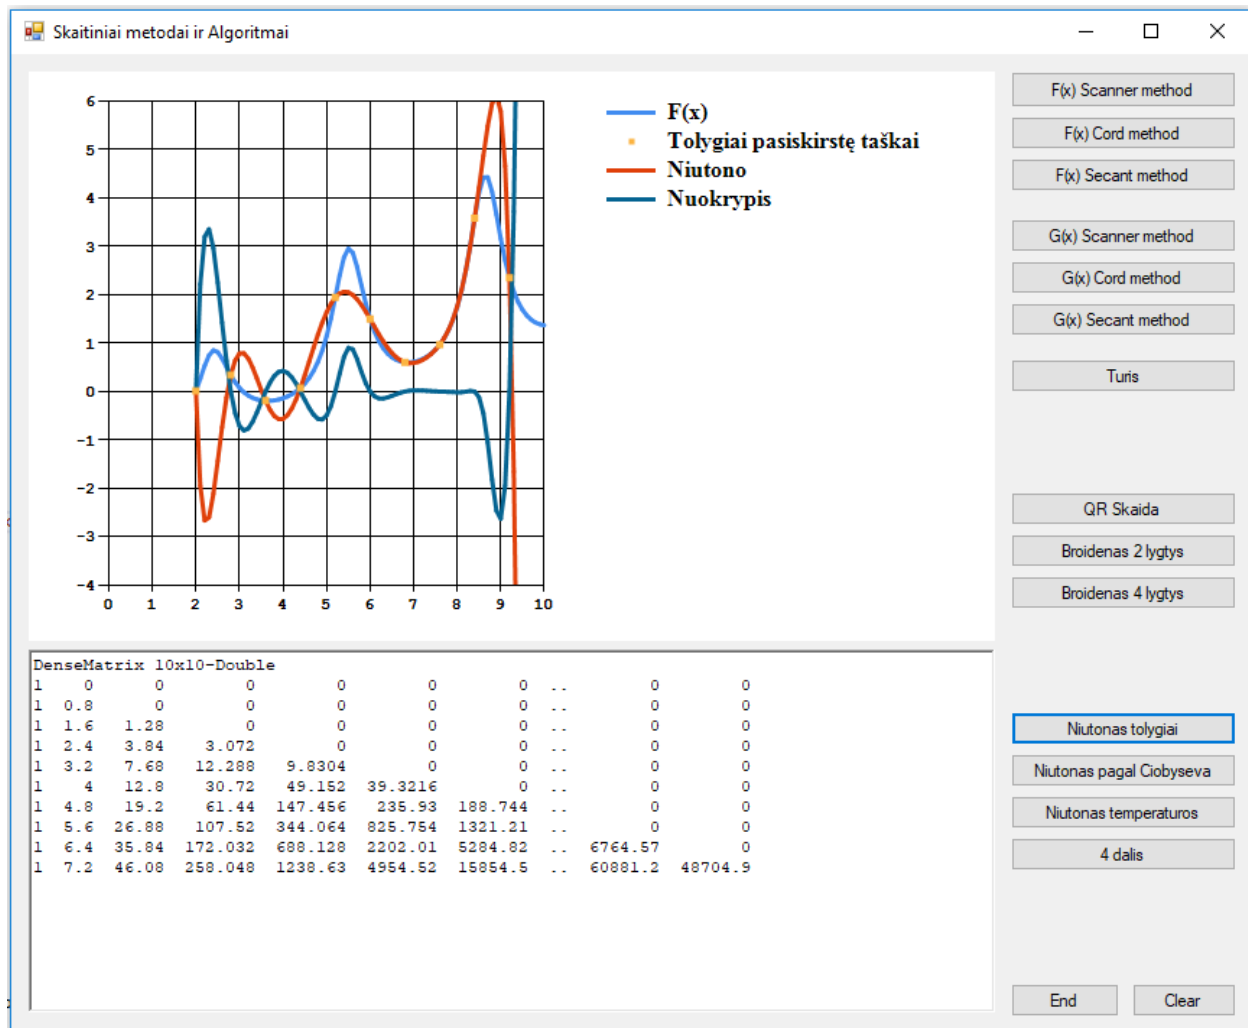 Skaitiniai metodai ir Algoritmai
6
5
4
3
2
1
0
-1
-2
-3
-4
0 1 2 3 4 5 6 7 8 9 10
F(x)
Tolygiai pasiskirstę taškai
Niutono
Nuokrypis
F(x) Scanner method
F(x) Cord method
F(x) Secant method
G(x) Scanner method
G(x) Cord method
G(x) Secant method
Turis
QR Skaida
Broidenas 2 lygtys
Broidenas 4 lygtys
Niutonas tolygiai
Niutonas pagal Ciobyseva
Niutonas temperaturos
4 dalis
DenseMatrix 10x10-Double
1 0 0 0 0 0 0 .. 0 0
1 0.8 0 0 0 0 0 .. 0 0
1 1.6 1.28 0 0 0 0 .. 0 0
1 2.4 3.84 3.072 0 0 0 .. 0 0
1 3.2 7.68 12.288 9.8304 0 0 .. 0 0
1 4 12.8 30.72 49.152 39.3216 0 .. 0 0
1 4.8 19.2 61.44 147.456 235.93 188.744 .. 0 0
1 5.6 26.88 107.52 344.064 825.754 1321.21 .. 0 0
1 6.4 35.84 172.032 688.128 2202.01 5284.82 .. 6764.57 0
1 7.2 46.08 258.048 1238.63 4954.52 15854.5 .. 60881.2 48704.9
End
Clear